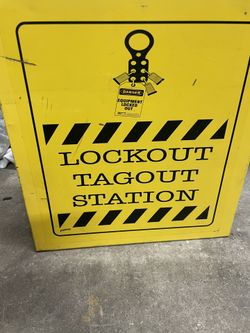 DANGER
EQUIPMENT
LOCKED
OUT
LOCKOUT
TAGOUT
STATION